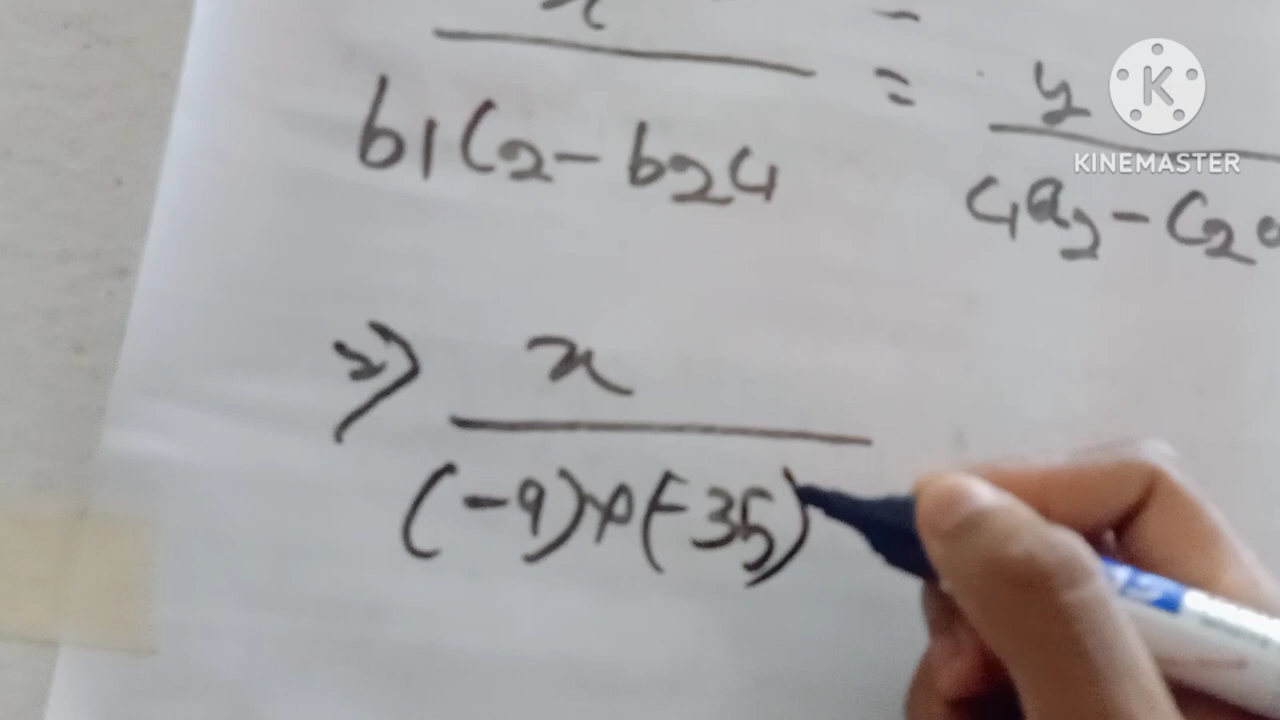 x = y
b1C2 - b2C1 = C1a2 - C2a
KINEMASTER
⇒ x
(-9)×(-35)